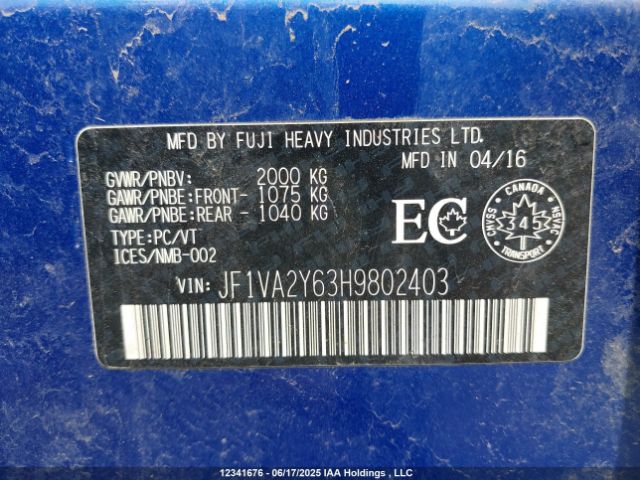 MFD BY FUJI HEAVY INDUSTRIES LTD.
MFD IN 04/16
GVWR/PNBV: 2000 KG
GAWR/PNBE:FRONT- 1075 KG
GAWR/PNBE:REAR - 1040 KG
TYPE:PC/VT
ICES/NMB-002
EC
CANADA
CMVSS
345
NSVAC
TRANSPORT
VIN: JF1VA2Y63H9802403
12341676 - 06/17/2025 IAA Holdings , LLC